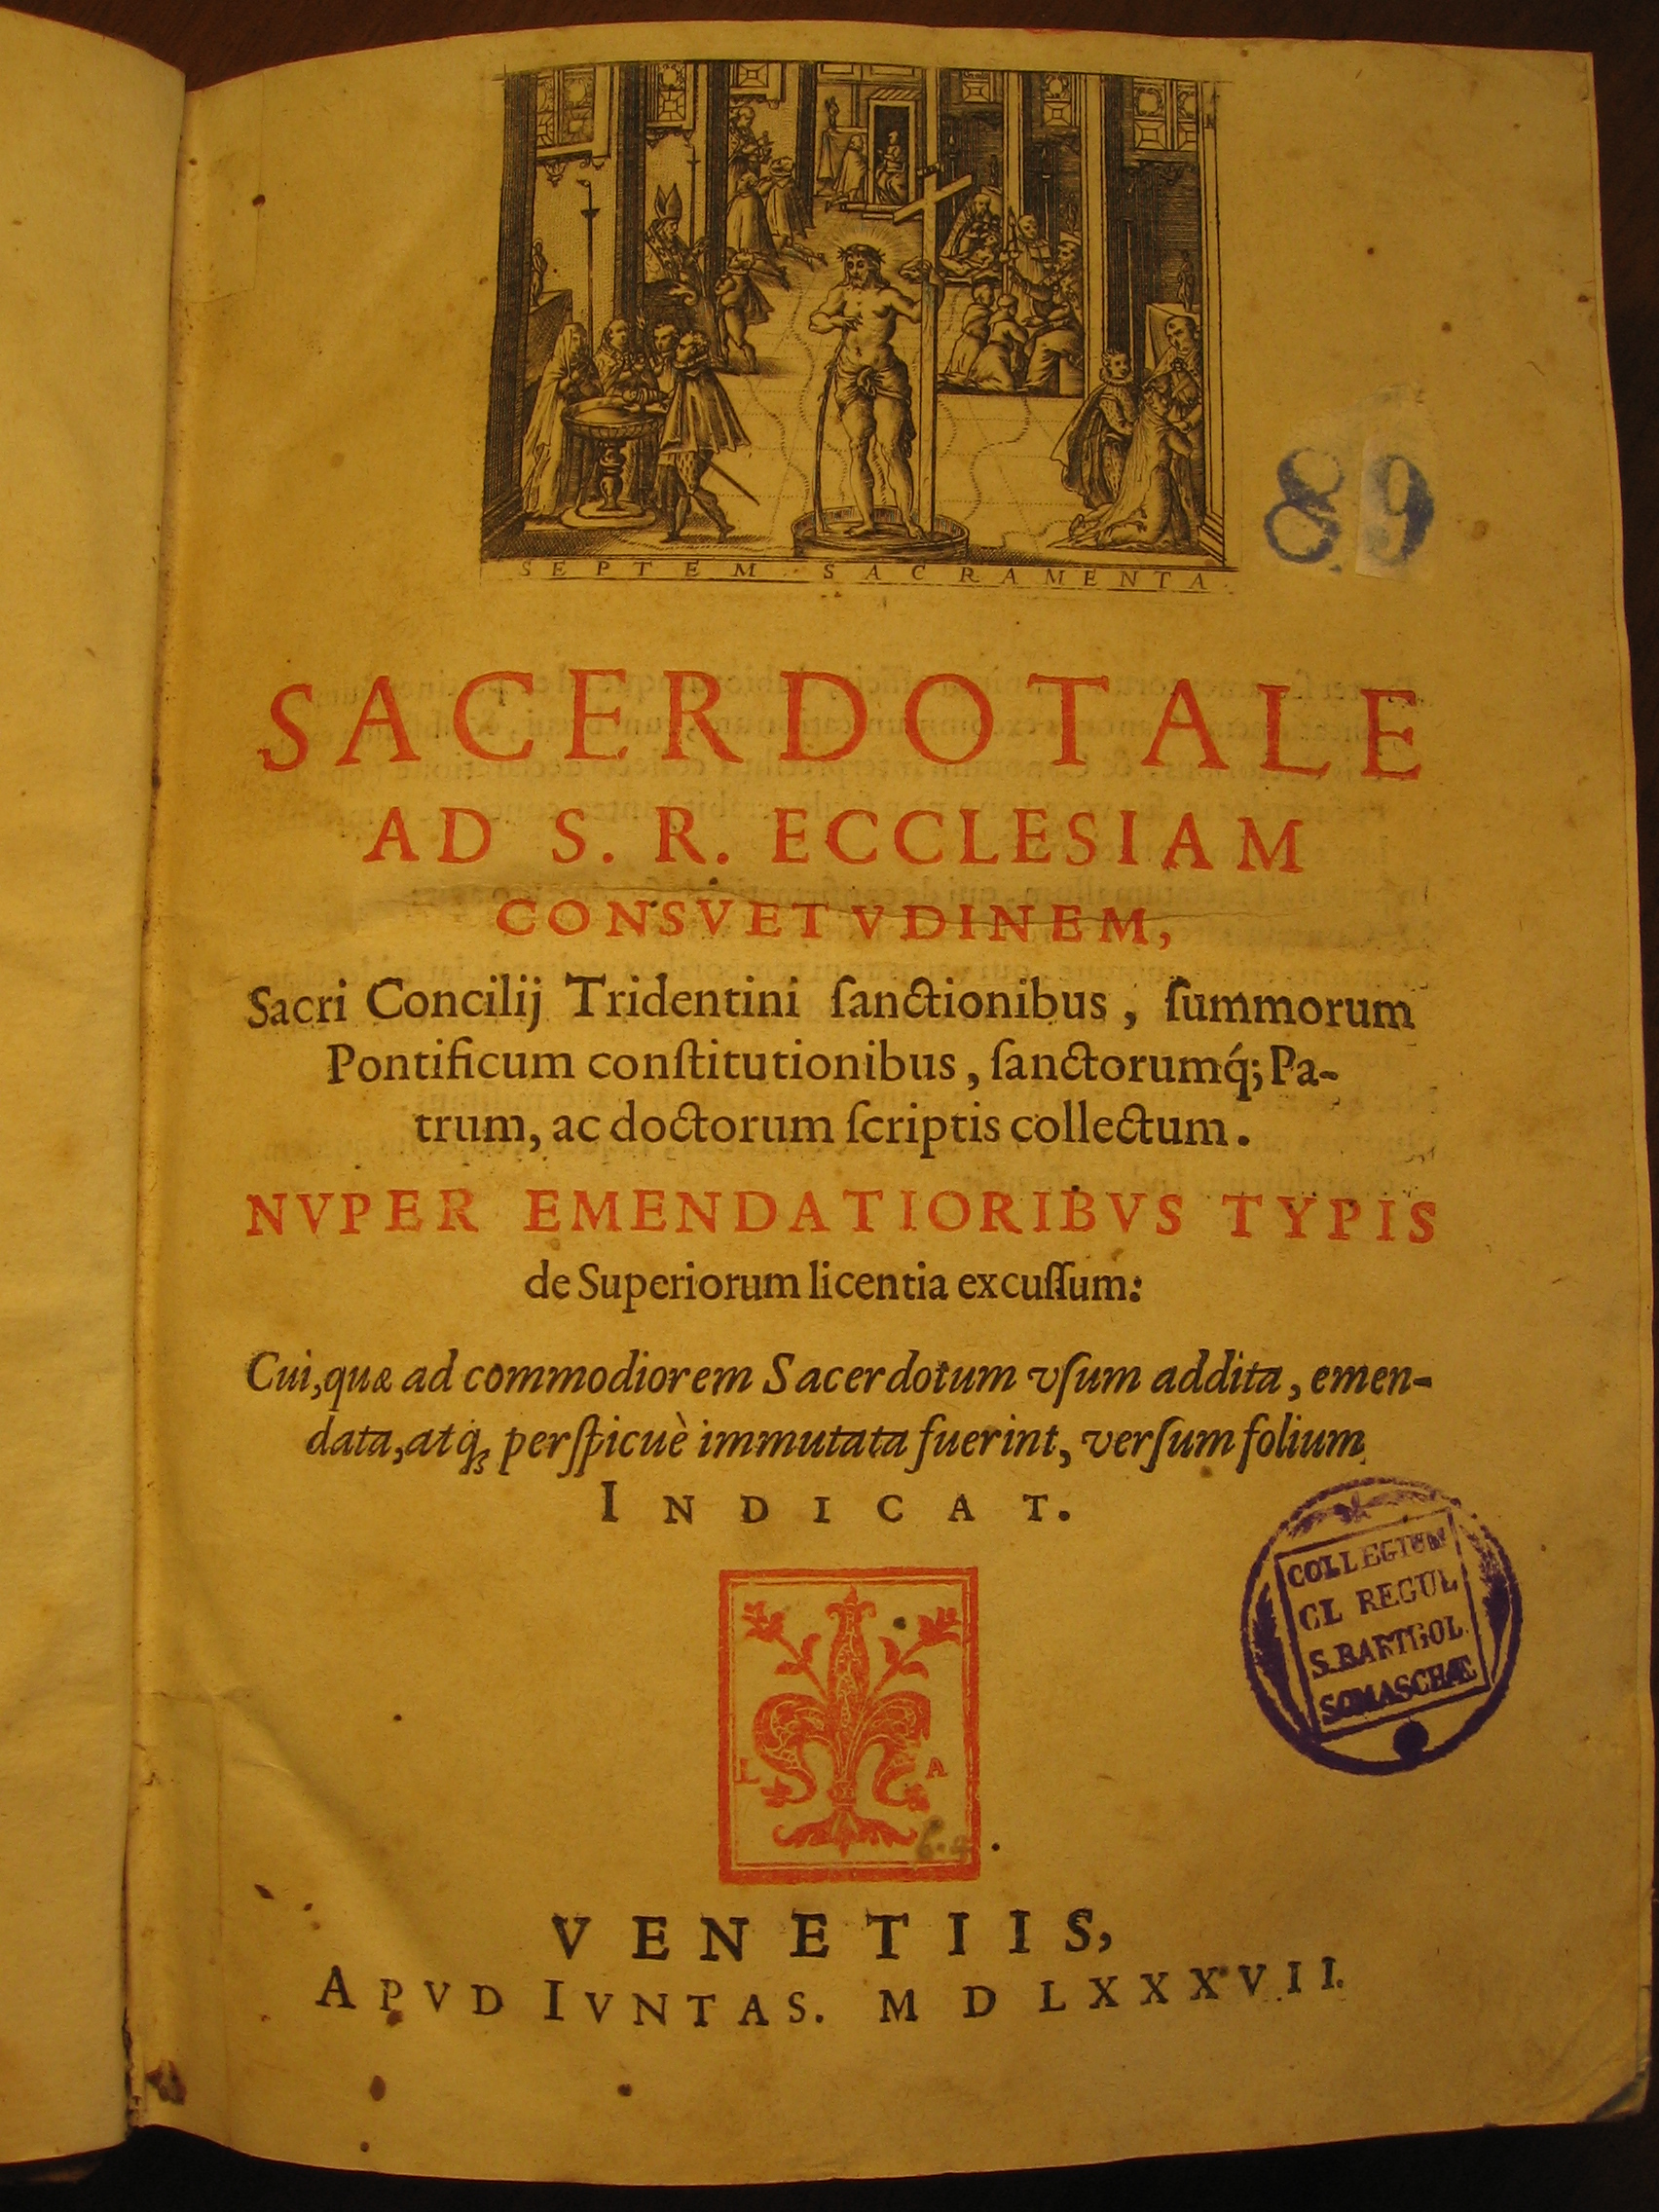 SEPTEM SACRAMENTA.
89
SACERDOTALE
AD S. R. ECCLESIAM
CONSVETVDINEM,
Sacri Concilij Tridentini ſanctionibus, ſummorum
Pontificum conſtitutionibus, ſanctorumq́; Pa-
trum, ac doctorum ſcriptis collectum.
NVPER EMENDATIORIBVS TYPIS
de Superiorum licentia excuſſum:
Cui, quæ ad commodiorem Sacerdotum vſum addita, emen-
data, atq; perſpicuè immutata fuerint, verſum folium
INDICAT.
COLLEGIUM
CL REGUL.
S. BARTHOL.
SOMASCHÆ
L A
VENETIIS,
APVD IVNTAS. M D LXXXVII.